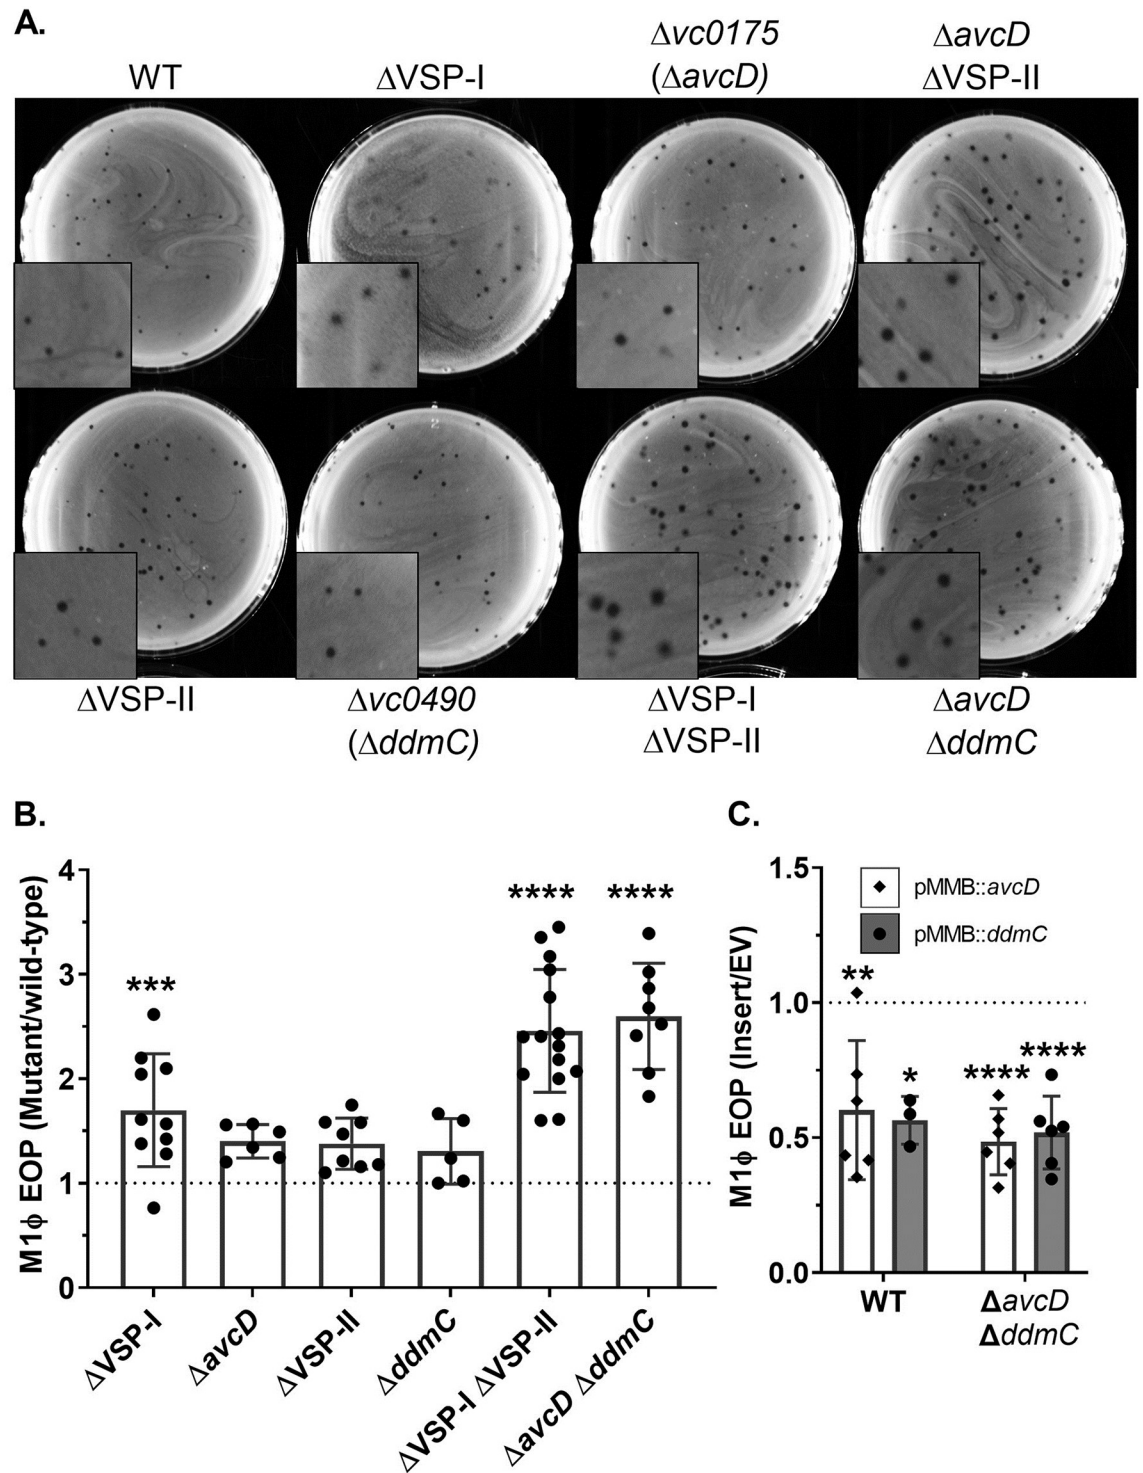 A.
WT
ΔVSP-I
Δvc0175
(ΔavcD)
ΔavcD
ΔVSP-II
ΔVSP-II
Δvc0490
(ΔddmC)
ΔVSP-I
ΔVSP-II
ΔavcD
ΔddmC
B.
M1ϕ EOP (Mutant/wild-type)
4
3
2
1
0
***
****
****
ΔVSP-I
ΔavcD
ΔVSP-II
ΔddmC
ΔVSP-I ΔVSP-II
ΔavcD ΔddmC
C.
M1ϕ EOP (Insert/EV)
1.5
1.0
0.5
0.0
pMMB::avcD
pMMB::ddmC
**
*
****
****
WT
ΔavcD
ΔddmC